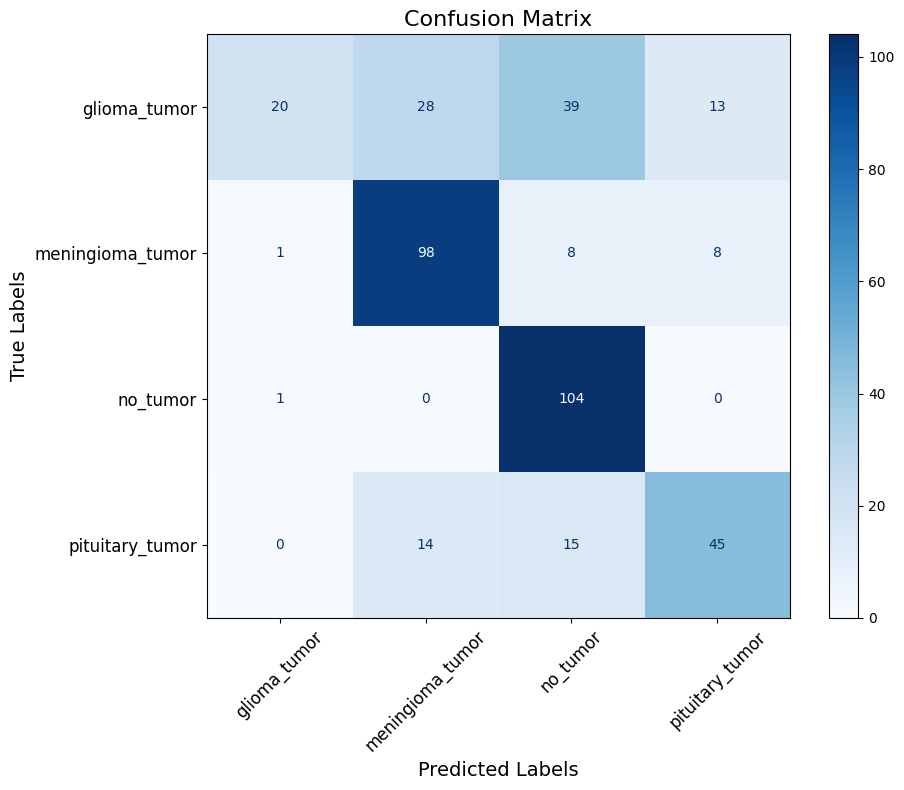 Confusion Matrix
True Labels
glioma_tumor 20 28 39 13
meningioma_tumor 1 98 8 8
no_tumor 1 0 104 0
pituitary_tumor 0 14 15 45
glioma_tumor meningioma_tumor no_tumor pituitary_tumor
Predicted Labels
100
80
60
40
20
0